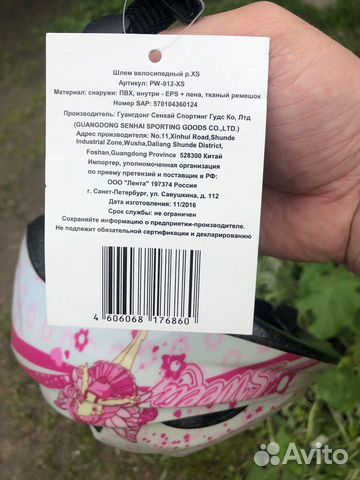 Шлем велосипедный р.XS
Артикул: PW-912-XS
Материал: снаружи: ПВХ, внутри - EPS + пена, тканый ремешок
Номер SAP: 570104360124
Производитель: Гуангдонг Санхай Спортинг Гудс Ко, Лтд
(GUANGDONG SENHAI SPORTING GOODS CO.,LTD.)
Адрес производителя: No.11,Xinhui Road,Shunde
Industrial Zone,Wusha,Daliang Shunde District,
Foshan,Guangdong Province 528300 Китай
Импортер, уполномоченная организация
по приему претензий и поставщик в РФ:
ООО "Лента" 197374 Россия
г. Санкт-Петербург, ул. Савушкина, д. 112
Дата изготовления: 11/2016
Срок службы: не ограничен
Сохраняйте информацию о предприятии-производителе.
Не подлежит обязательной сертификации и декларированию
4 606068 176860
Avito